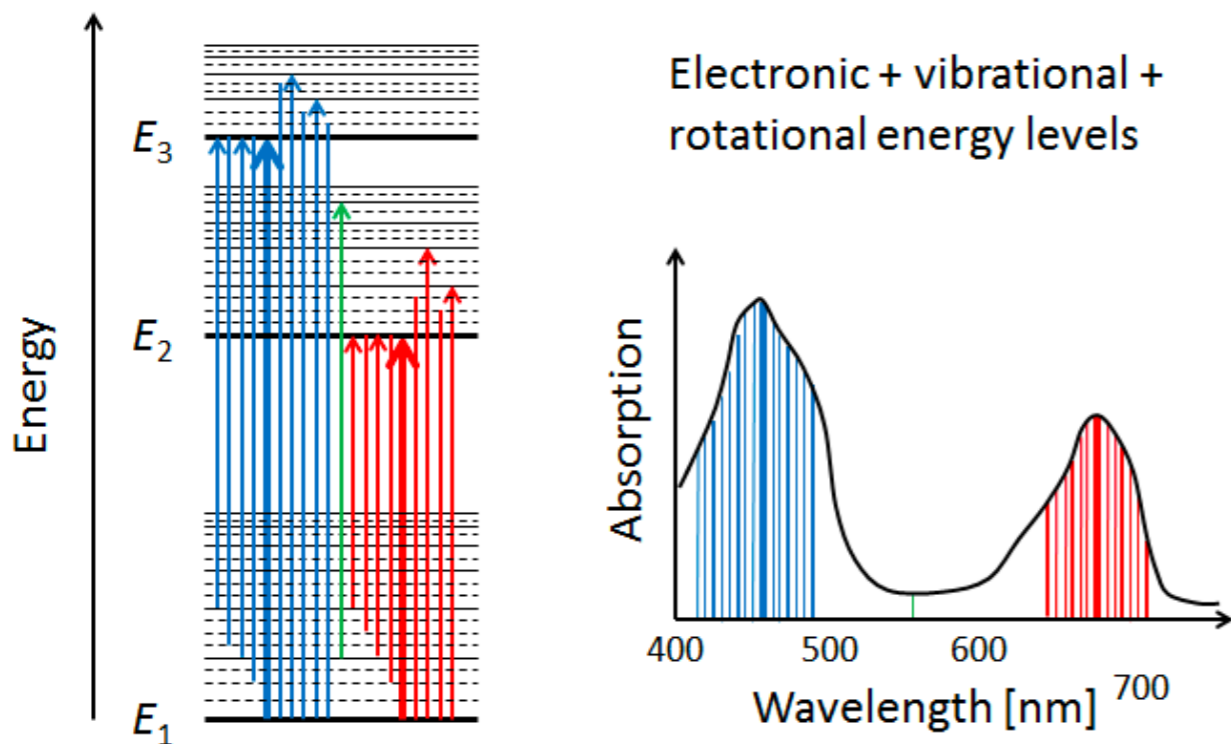 Energy
E3
E2
E1
Electronic + vibrational +
rotational energy levels
Absorption
400
500
600
700
Wavelength [nm]